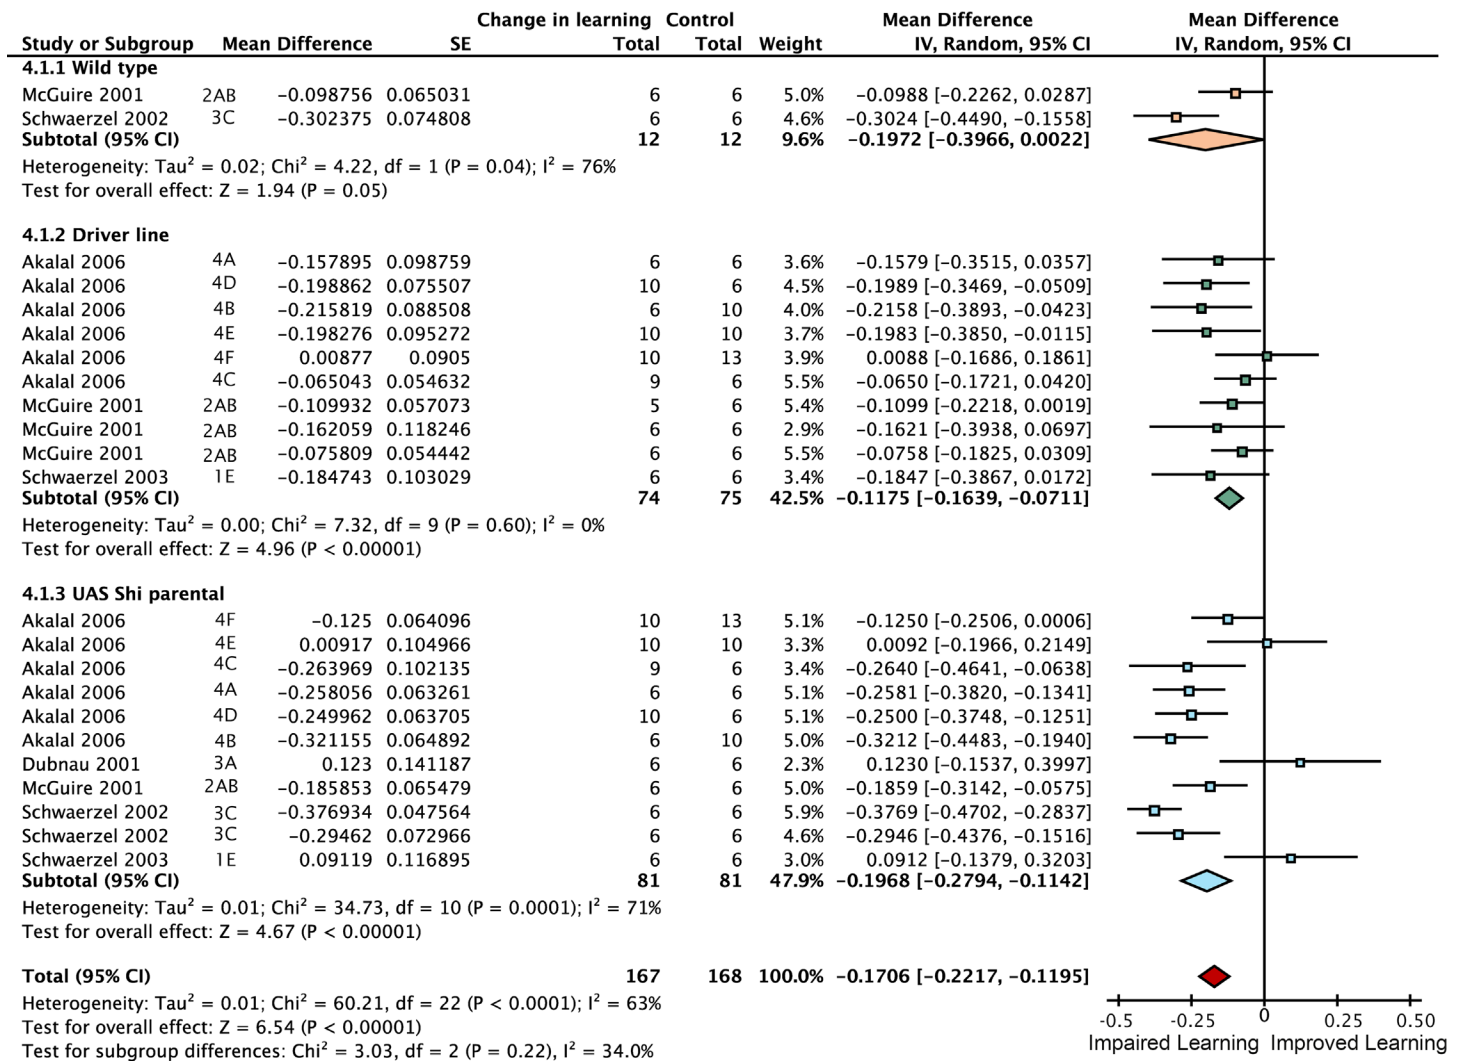 Change in learning Control Mean Difference Mean Difference
Study or Subgroup Mean Difference SE Total Total Weight IV, Random, 95% CI IV, Random, 95% CI
4.1.1 Wild type
McGuire 2001 2AB −0.098756 0.065031 6 6 5.0% −0.0988 [−0.2262, 0.0287]
Schwaerzel 2002 3C −0.302375 0.074808 6 6 4.6% −0.3024 [−0.4490, −0.1558]
Subtotal (95% CI) 12 12 9.6% −0.1972 [−0.3966, 0.0022]
Heterogeneity: Tau² = 0.02; Chi² = 4.22, df = 1 (P = 0.04); I² = 76%
Test for overall effect: Z = 1.94 (P = 0.05)
4.1.2 Driver line
Akalal 2006 4A −0.157895 0.098759 6 6 3.6% −0.1579 [−0.3515, 0.0357]
Akalal 2006 4D −0.198862 0.075507 10 6 4.5% −0.1989 [−0.3469, −0.0509]
Akalal 2006 4B −0.215819 0.088508 6 10 4.0% −0.2158 [−0.3893, −0.0423]
Akalal 2006 4E −0.198276 0.095272 10 10 3.7% −0.1983 [−0.3850, −0.0115]
Akalal 2006 4F 0.00877 0.0905 10 13 3.9% 0.0088 [−0.1686, 0.1861]
Akalal 2006 4C −0.065043 0.054632 9 6 5.5% −0.0650 [−0.1721, 0.0420]
McGuire 2001 2AB −0.109932 0.057073 5 6 5.4% −0.1099 [−0.2218, 0.0019]
McGuire 2001 2AB −0.162059 0.118246 6 6 2.9% −0.1621 [−0.3938, 0.0697]
McGuire 2001 2AB −0.075809 0.054442 6 6 5.5% −0.0758 [−0.1825, 0.0309]
Schwaerzel 2003 1E −0.184743 0.103029 6 6 3.4% −0.1847 [−0.3867, 0.0172]
Subtotal (95% CI) 74 75 42.5% −0.1175 [−0.1639, −0.0711]
Heterogeneity: Tau² = 0.00; Chi² = 7.32, df = 9 (P = 0.60); I² = 0%
Test for overall effect: Z = 4.96 (P < 0.00001)
4.1.3 UAS Shi parental
Akalal 2006 4F −0.125 0.064096 10 13 5.1% −0.1250 [−0.2506, 0.0006]
Akalal 2006 4E 0.00917 0.104966 10 10 3.3% 0.0092 [−0.1966, 0.2149]
Akalal 2006 4C −0.263969 0.102135 9 6 3.4% −0.2640 [−0.4641, −0.0638]
Akalal 2006 4A −0.258056 0.063261 6 6 5.1% −0.2581 [−0.3820, −0.1341]
Akalal 2006 4D −0.249962 0.063705 10 6 5.1% −0.2500 [−0.3748, −0.1251]
Akalal 2006 4B −0.321155 0.064892 6 10 5.0% −0.3212 [−0.4483, −0.1940]
Dubnau 2001 3A 0.123 0.141187 6 6 2.3% 0.1230 [−0.1537, 0.3997]
McGuire 2001 2AB −0.185853 0.065479 6 6 5.0% −0.1859 [−0.3142, −0.0575]
Schwaerzel 2002 3C −0.376934 0.047564 6 6 5.9% −0.3769 [−0.4702, −0.2837]
Schwaerzel 2002 3C −0.29462 0.072966 6 6 4.6% −0.2946 [−0.4376, −0.1516]
Schwaerzel 2003 1E 0.09119 0.116895 6 6 3.0% 0.0912 [−0.1379, 0.3203]
Subtotal (95% CI) 81 81 47.9% −0.1968 [−0.2794, −0.1142]
Heterogeneity: Tau² = 0.01; Chi² = 34.73, df = 10 (P = 0.0001); I² = 71%
Test for overall effect: Z = 4.67 (P < 0.00001)
Total (95% CI) 167 168 100.0% −0.1706 [−0.2217, −0.1195]
Heterogeneity: Tau² = 0.01; Chi² = 60.21, df = 22 (P < 0.0001); I² = 63%
Test for overall effect: Z = 6.54 (P < 0.00001)
Test for subgroup differences: Chi² = 3.03, df = 2 (P = 0.22), I² = 34.0%
-0.5 -0.25 0 0.25 0.50
Impaired Learning Improved Learning